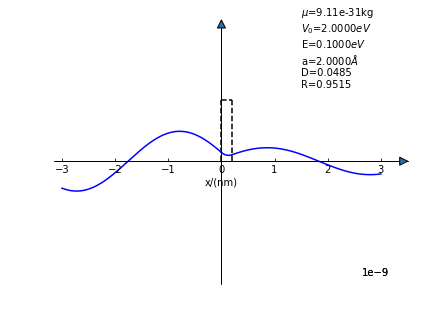 μ=9.11e-31kg
V₀=2.0000eV
E=0.1000eV
a=2.0000Å
D=0.0485
R=0.9515
−3 −2 −1 0 1 2 3
x/(nm)
1e−9